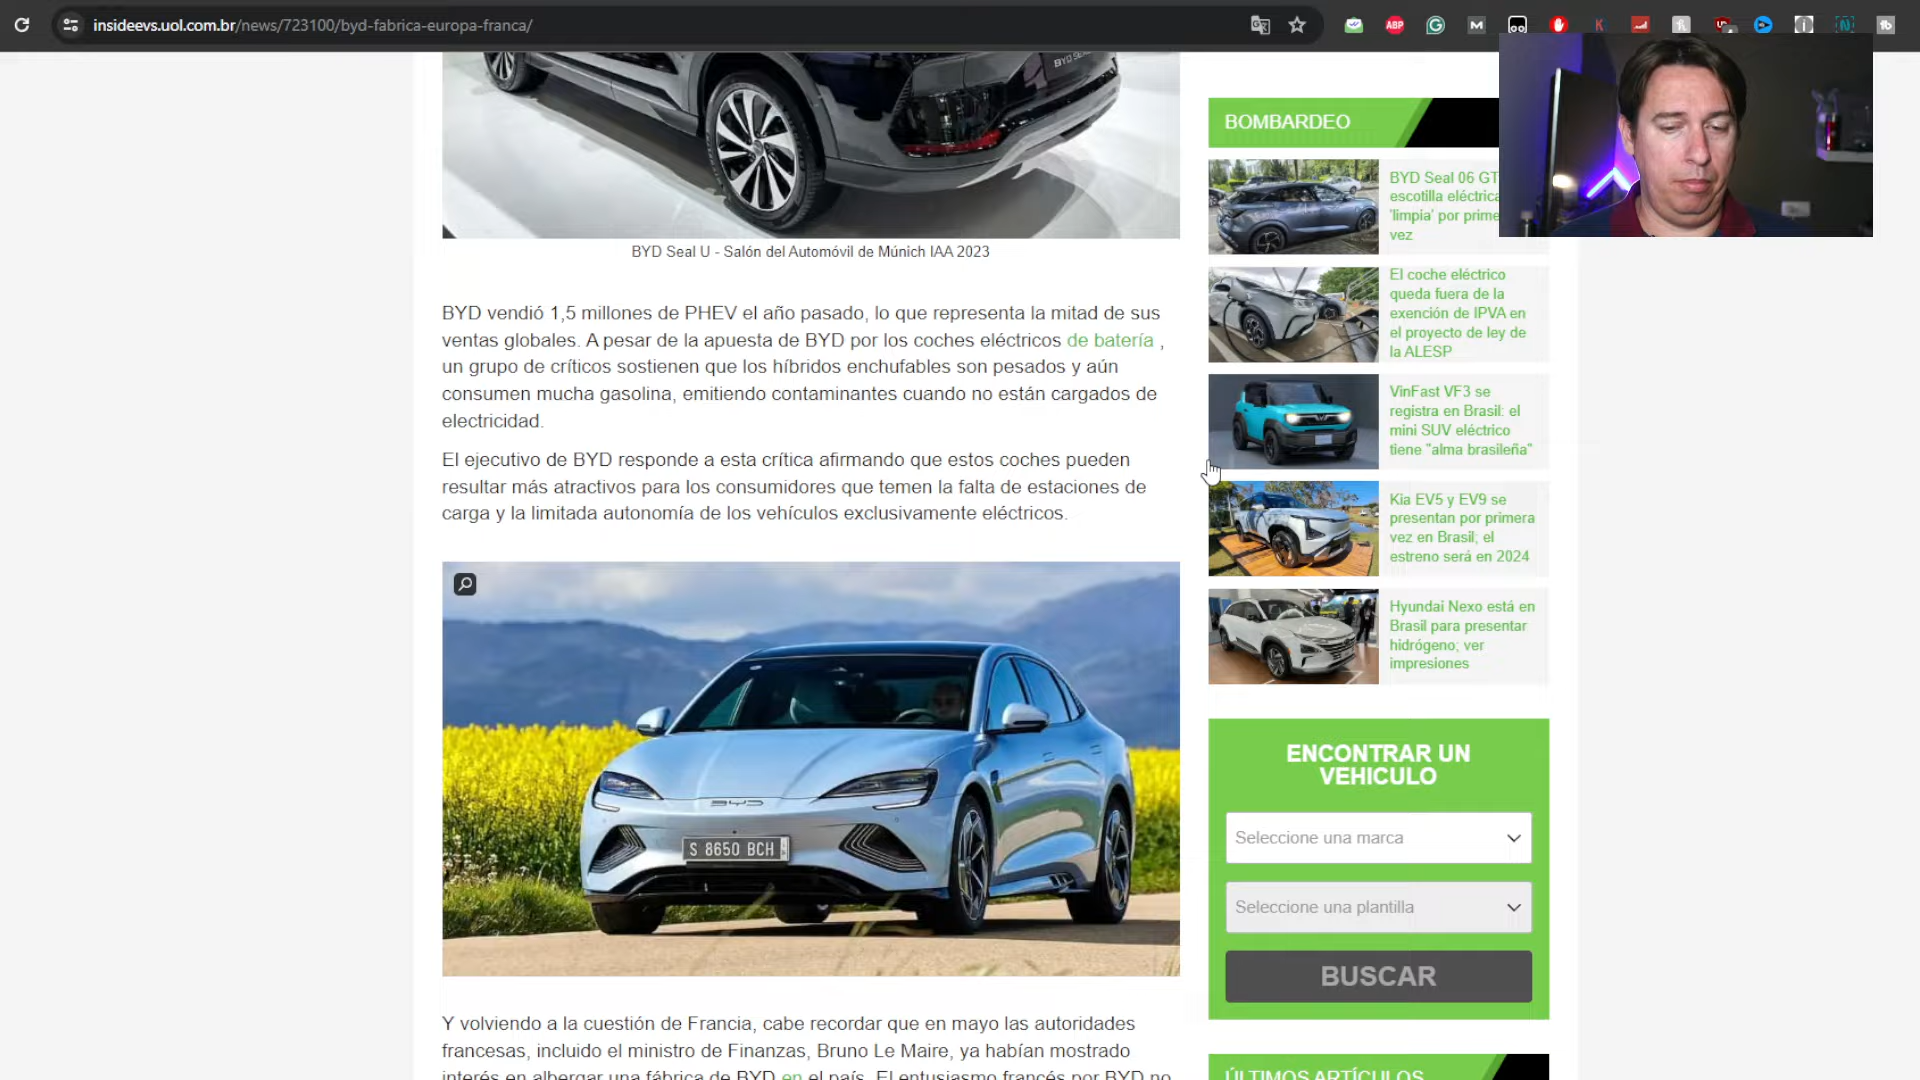 insideevs.uol.com.br/news/723100/byd-fabrica-europa-franca/
BYD Seal U - Salón del Automóvil de Múnich IAA 2023
BYD vendió 1,5 millones de PHEV el año pasado, lo que representa la mitad de sus
ventas globales. A pesar de la apuesta de BYD por los coches eléctricos de batería ,
un grupo de críticos sostienen que los híbridos enchufables son pesados y aún
consumen mucha gasolina, emitiendo contaminantes cuando no están cargados de
electricidad.
El ejecutivo de BYD responde a esta crítica afirmando que estos coches pueden
resultar más atractivos para los consumidores que temen la falta de estaciones de
carga y la limitada autonomía de los vehículos exclusivamente eléctricos.
BYD
S 8650 BCH
Y volviendo a la cuestión de Francia, cabe recordar que en mayo las autoridades
francesas, incluido el ministro de Finanzas, Bruno Le Maire, ya habían mostrado
interés en albergar una fábrica de BYD en el país. El entusiasmo francés por BYD no
BOMBARDEO
BYD Seal 06 GT
escotilla eléctrica
'limpia' por prime
vez
El coche eléctrico
queda fuera de la
exención de IPVA en
el proyecto de ley de
la ALESP
VinFast VF3 se
registra en Brasil: el
mini SUV eléctrico
tiene "alma brasileña"
Kia EV5 y EV9 se
presentan por primera
vez en Brasil; el
estreno será en 2024
Hyundai Nexo está en
Brasil para presentar
hidrógeno; ver
impresiones
ENCONTRAR UN
VEHICULO
Seleccione una marca
Seleccione una plantilla
BUSCAR
ÚLTIMOS ARTÍCULOS
ABP